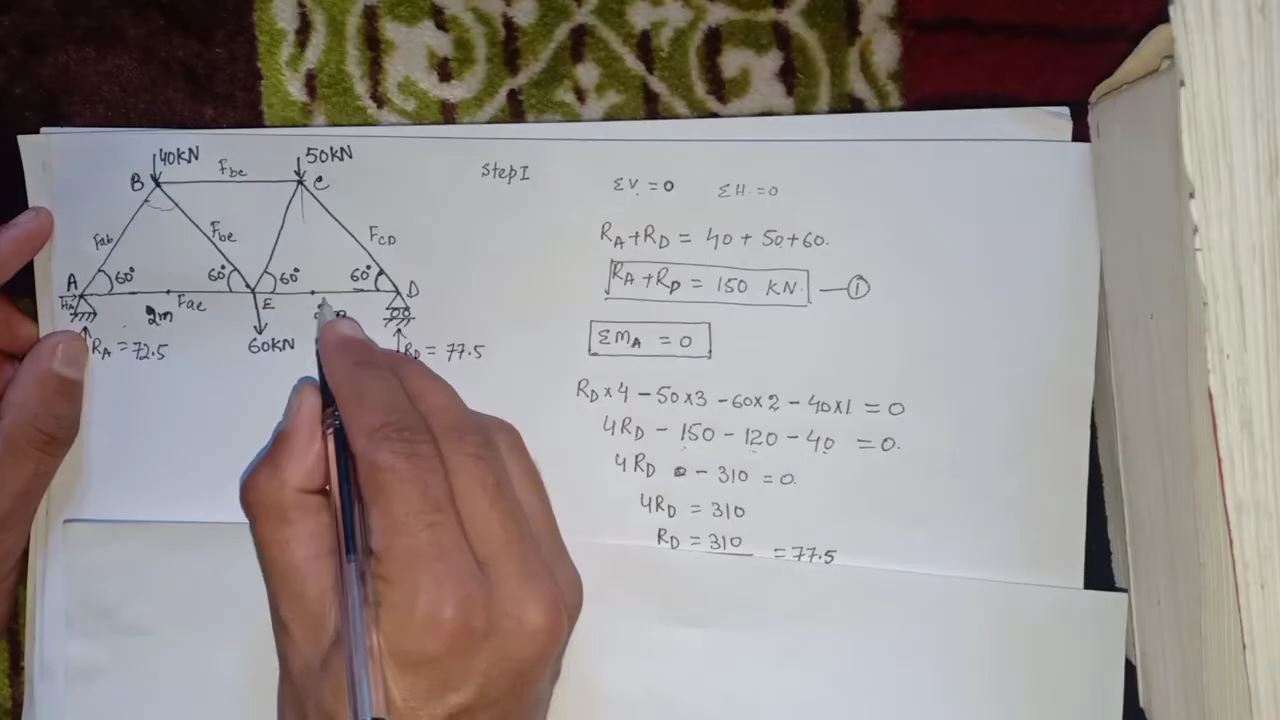 40KN
50KN
Fbc
B
C
Fab
Fbe
FCD
A
60°
60°
60°
60°
D
HA
Fae
E
2m
RA = 72.5
60KN
RD = 77.5
Step I
ΣV = 0 ΣH = 0
RA + RD = 40 + 50 + 60.
RA + RD = 150 KN. — ①
ΣMA = 0
RD × 4 - 50×3 - 60×2 - 40×1 = 0
4RD - 150 - 120 - 40 = 0.
4RD - 310 = 0.
4RD = 310
RD = 310 = 77.5